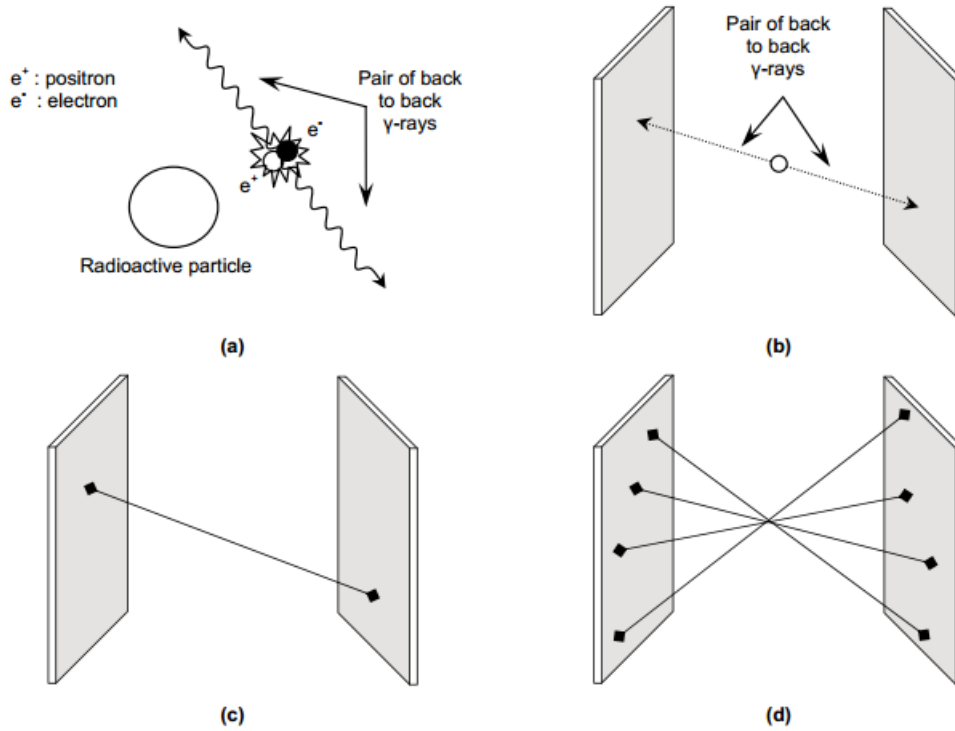 e⁺ : positron
e⁻ : electron
Pair of back
to back
γ-rays
e⁻
e⁺
Radioactive particle
(a)
Pair of back
to back
γ-rays
(b)
(c)
(d)